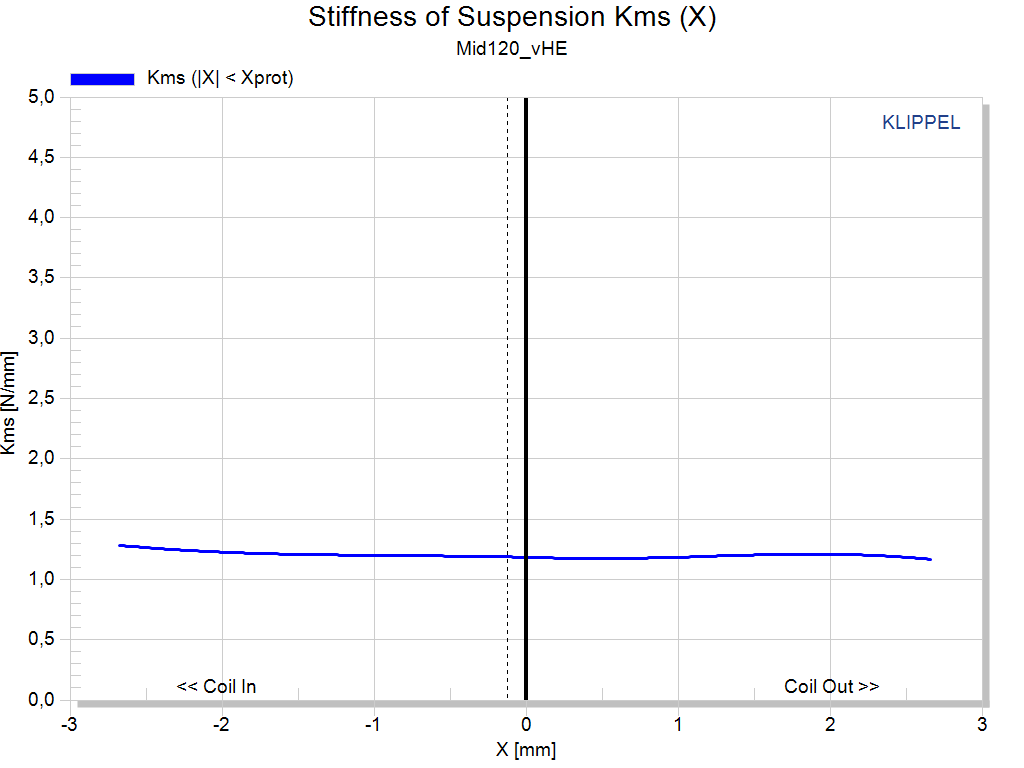 Stiffness of Suspension Kms (X)
Mid120_vHE
Kms (|X| < Xprot)
KLIPPEL
5,0
4,5
4,0
3,5
3,0
2,5
2,0
1,5
1,0
0,5
0,0
Kms [N/mm]
<< Coil In
Coil Out >>
-3 -2 -1 0 1 2 3
X [mm]